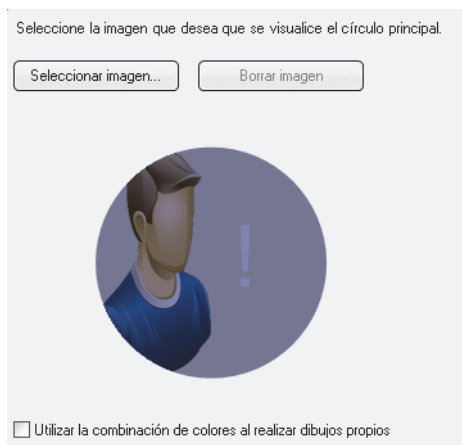 Seleccione la imagen que desea que se visualice el círculo principal.
Seleccionar imagen... Borrar imagen
!
Utilizar la combinación de colores al realizar dibujos propios